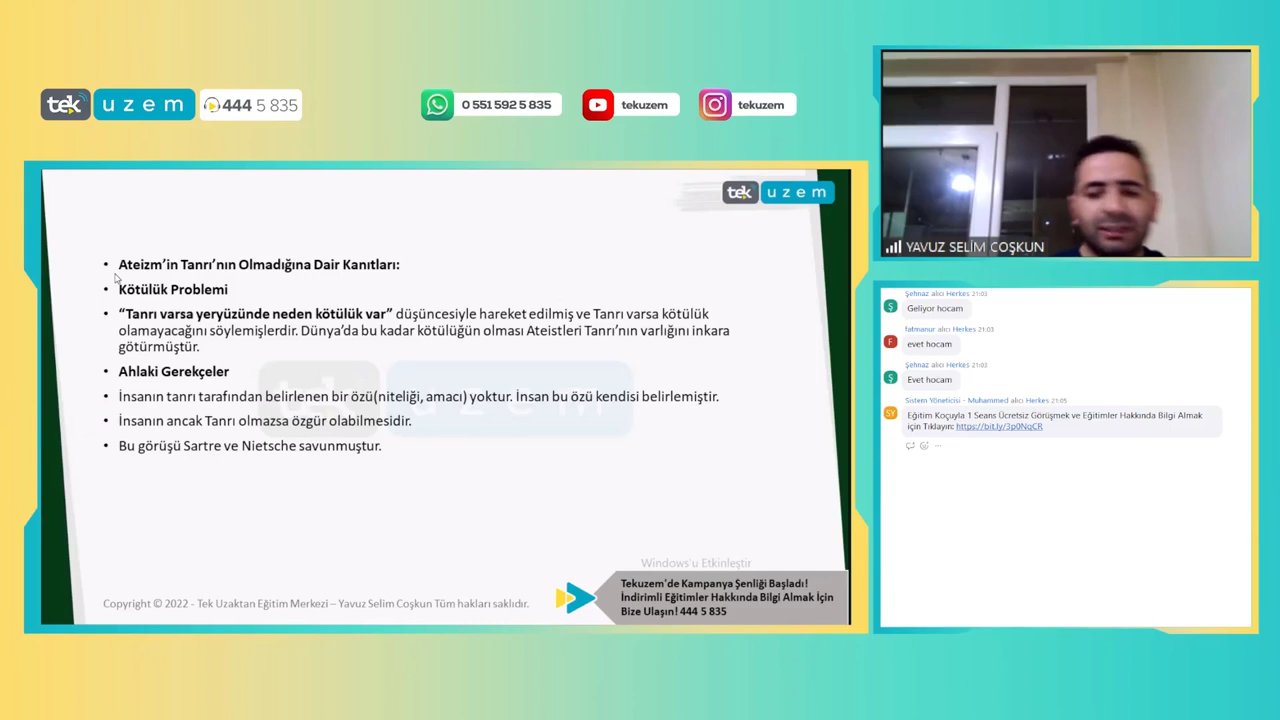 tek uzem 444 5 835
0 551 592 5 835
tekuzem
tekuzem
tek uzem
• Ateizm'in Tanrı'nın Olmadığına Dair Kanıtları:
• Kötülük Problemi
• "Tanrı varsa yeryüzünde neden kötülük var" düşüncesiyle hareket edilmiş ve Tanrı varsa kötülük
olamayacağını söylemişlerdir. Dünya'da bu kadar kötülüğün olması Ateistleri Tanrı'nın varlığını inkara
götürmüştür.
• Ahlaki Gerekçeler
• İnsanın tanrı tarafından belirlenen bir özü(niteliği, amacı) yoktur. İnsan bu özü kendisi belirlemiştir.
• İnsanın ancak Tanrı olmazsa özgür olabilmesidir.
• Bu görüşü Sartre ve Nietsche savunmuştur.
tek uzem
Windows'u Etkinleştir
Copyright © 2022 - Tek Uzaktan Eğitim Merkezi – Yavuz Selim Coşkun Tüm hakları saklıdır.
Tekuzem'de Kampanya Şenliği Başladı!
İndirimli Eğitimler Hakkında Bilgi Almak İçin
Bize Ulaşın! 444 5 835
YAVUZ SELİM COŞKUN
Şehnaz alıcı Herkes 21:03
Ş Geliyor hocam
fatmanur alıcı Herkes 21:03
F evet hocam
Şehnaz alıcı Herkes 21:03
Ş Evet hocam
Sistem Yöneticisi - Muhammed alıcı Herkes 21:05
SY Eğitim Koçuyla 1 Seans Ücretsiz Görüşmek ve Eğitimler Hakkında Bilgi Almak
için Tıklayın: https://bit.ly/3p0NqCR